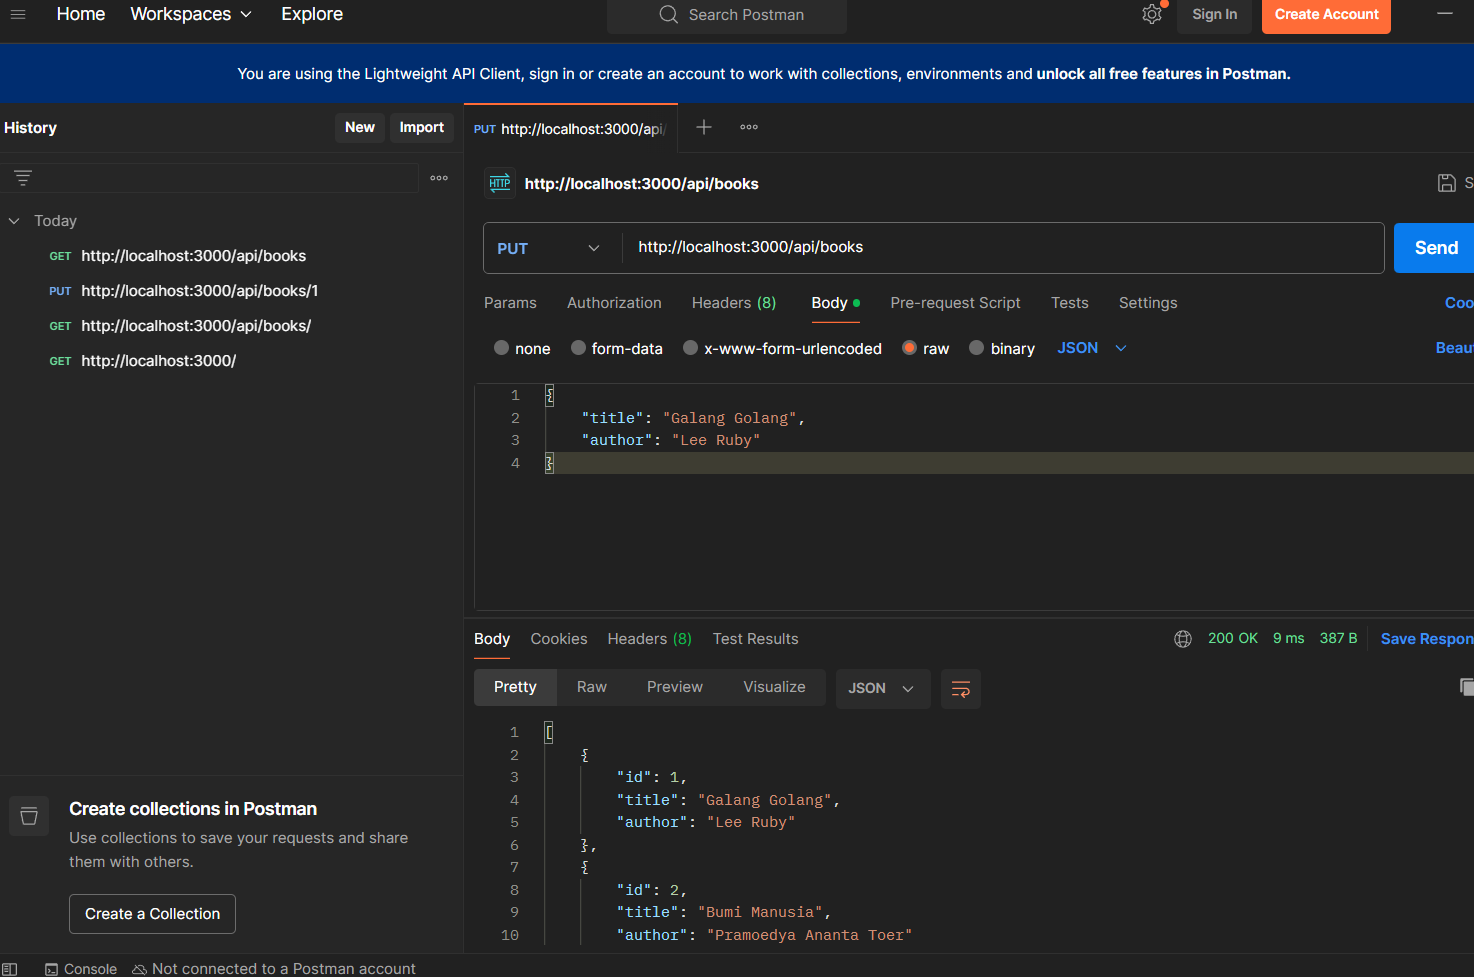 Home Workspaces Explore Search Postman Sign In Create Account
You are using the Lightweight API Client, sign in or create an account to work with collections, environments and unlock all free features in Postman.
History New Import
PUT http://localhost:3000/api/
Today
GET http://localhost:3000/api/books
PUT http://localhost:3000/api/books/1
GET http://localhost:3000/api/books/
GET http://localhost:3000/
HTTP http://localhost:3000/api/books S
PUT http://localhost:3000/api/books Send
Params Authorization Headers (8) Body Pre-request Script Tests Settings Coo
none form-data x-www-form-urlencoded raw binary JSON Beau
1 {
2 "title": "Galang Golang",
3 "author": "Lee Ruby"
4 }
Body Cookies Headers (8) Test Results 200 OK 9 ms 387 B Save Respon
Pretty Raw Preview Visualize JSON
1 [
2 {
3 "id": 1,
4 "title": "Galang Golang",
5 "author": "Lee Ruby"
6 },
7 {
8 "id": 2,
9 "title": "Bumi Manusia",
10 "author": "Pramoedya Ananta Toer"
Create collections in Postman
Use collections to save your requests and share
them with others.
Create a Collection
Console Not connected to a Postman account